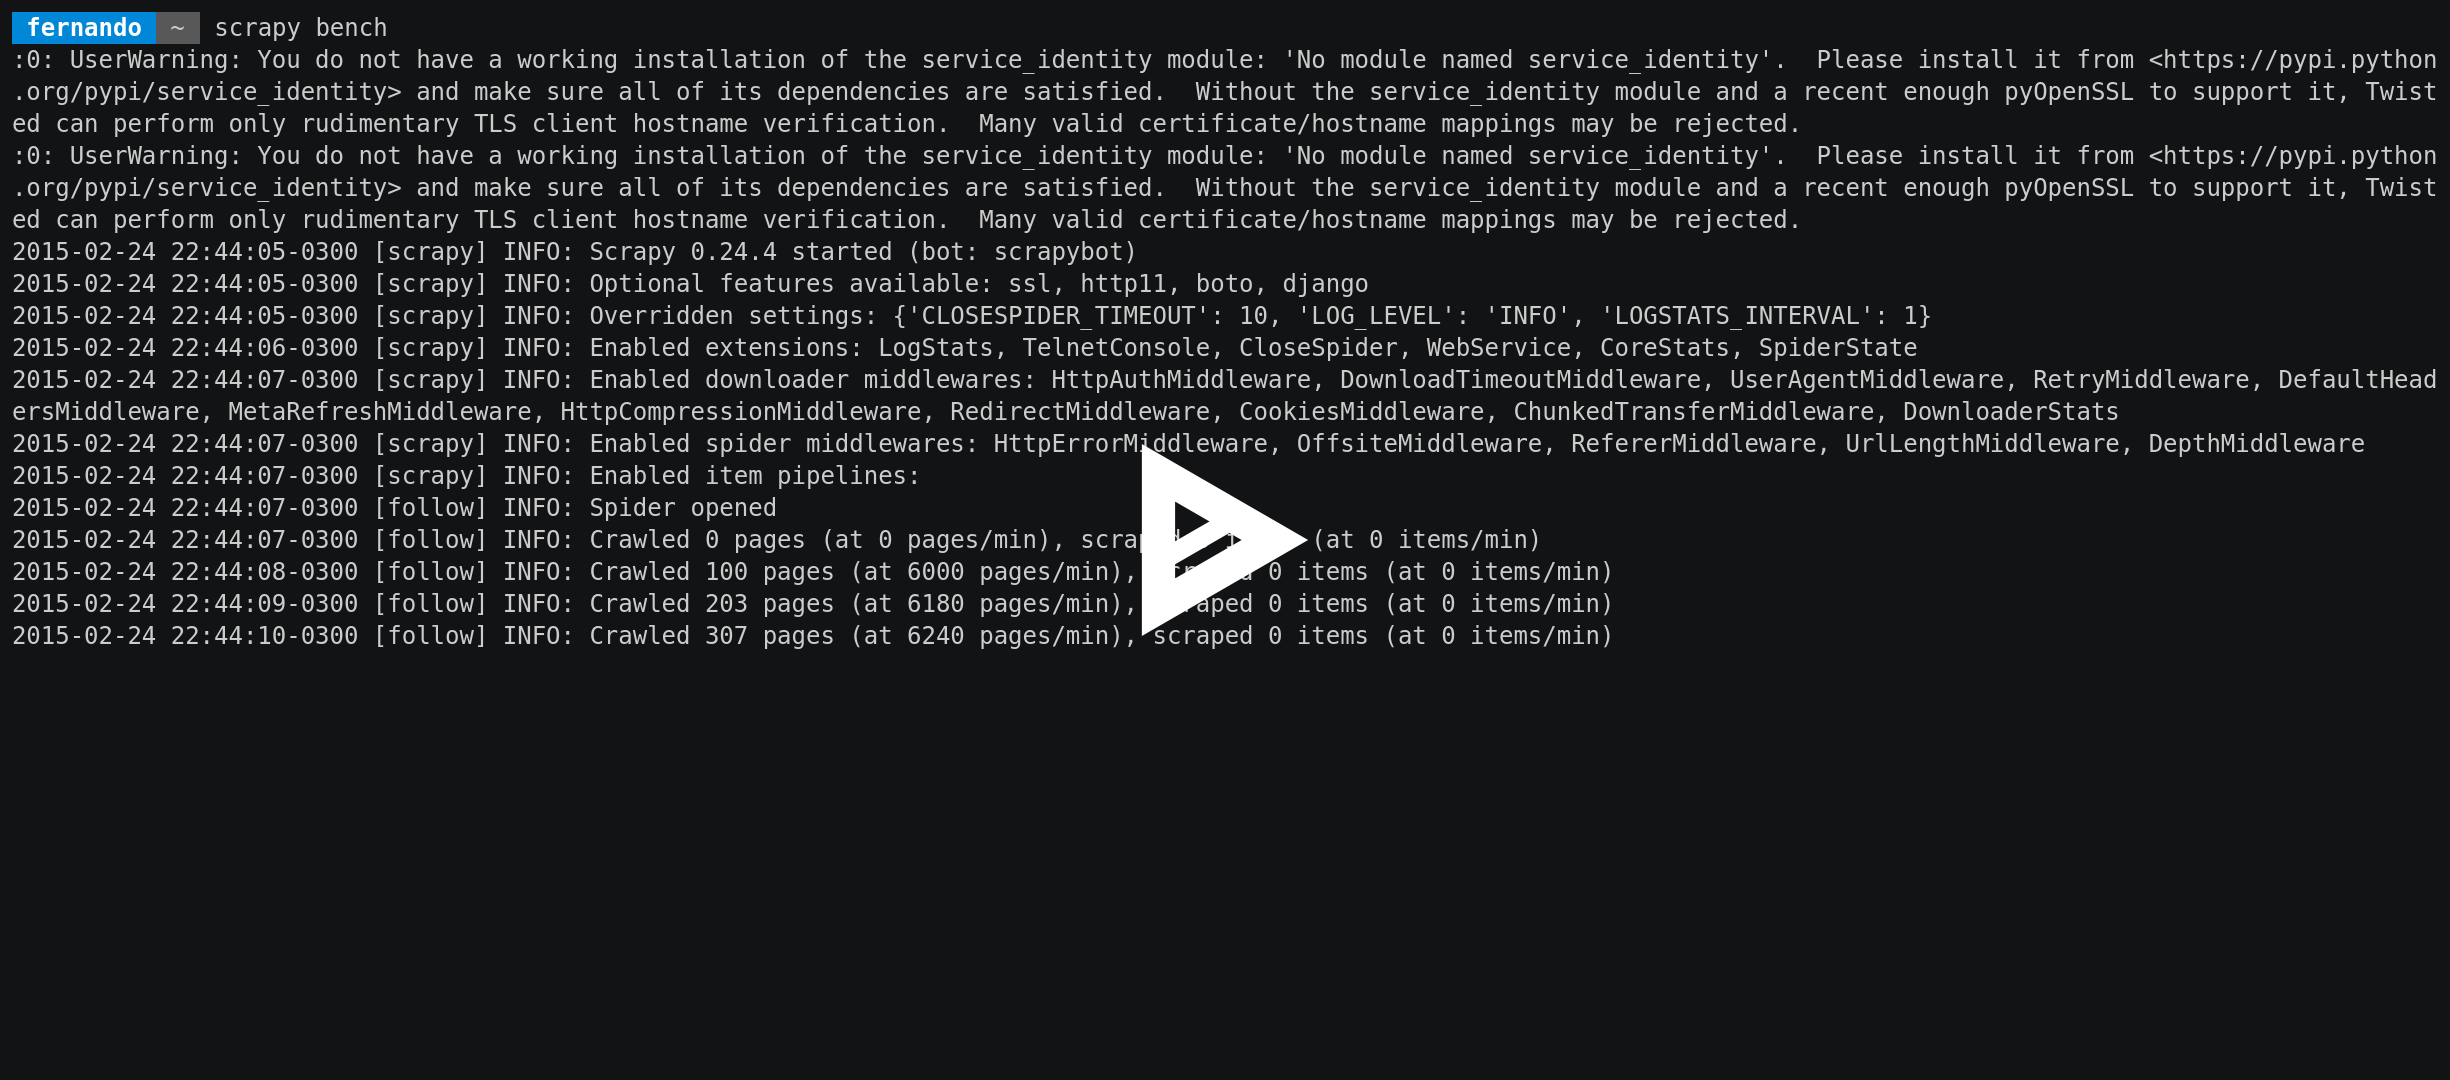 fernando ~ scrapy bench
:0: UserWarning: You do not have a working installation of the service_identity module: 'No module named service_identity'.  Please install it from <https://pypi.python
.org/pypi/service_identity> and make sure all of its dependencies are satisfied.  Without the service_identity module and a recent enough pyOpenSSL to support it, Twist
ed can perform only rudimentary TLS client hostname verification.  Many valid certificate/hostname mappings may be rejected.
:0: UserWarning: You do not have a working installation of the service_identity module: 'No module named service_identity'.  Please install it from <https://pypi.python
.org/pypi/service_identity> and make sure all of its dependencies are satisfied.  Without the service_identity module and a recent enough pyOpenSSL to support it, Twist
ed can perform only rudimentary TLS client hostname verification.  Many valid certificate/hostname mappings may be rejected.
2015-02-24 22:44:05-0300 [scrapy] INFO: Scrapy 0.24.4 started (bot: scrapybot)
2015-02-24 22:44:05-0300 [scrapy] INFO: Optional features available: ssl, http11, boto, django
2015-02-24 22:44:05-0300 [scrapy] INFO: Overridden settings: {'CLOSESPIDER_TIMEOUT': 10, 'LOG_LEVEL': 'INFO', 'LOGSTATS_INTERVAL': 1}
2015-02-24 22:44:06-0300 [scrapy] INFO: Enabled extensions: LogStats, TelnetConsole, CloseSpider, WebService, CoreStats, SpiderState
2015-02-24 22:44:07-0300 [scrapy] INFO: Enabled downloader middlewares: HttpAuthMiddleware, DownloadTimeoutMiddleware, UserAgentMiddleware, RetryMiddleware, DefaultHead
ersMiddleware, MetaRefreshMiddleware, HttpCompressionMiddleware, RedirectMiddleware, CookiesMiddleware, ChunkedTransferMiddleware, DownloaderStats
2015-02-24 22:44:07-0300 [scrapy] INFO: Enabled spider middlewares: HttpErrorMiddleware, OffsiteMiddleware, RefererMiddleware, UrlLengthMiddleware, DepthMiddleware
2015-02-24 22:44:07-0300 [scrapy] INFO: Enabled item pipelines:
2015-02-24 22:44:07-0300 [follow] INFO: Spider opened
2015-02-24 22:44:07-0300 [follow] INFO: Crawled 0 pages (at 0 pages/min), (at 0 items/min)
2015-02-24 22:44:08-0300 [follow] INFO: Crawled 100 pages (at 6000 pages/min), 0 items (at 0 items/min)
2015-02-24 22:44:09-0300 [follow] INFO: Crawled 203 pages (at 6180 pages/min), scraped 0 items (at 0 items/min)
2015-02-24 22:44:10-0300 [follow] INFO: Crawled 307 pages (at 6240 pages/min), scraped 0 items (at 0 items/min)